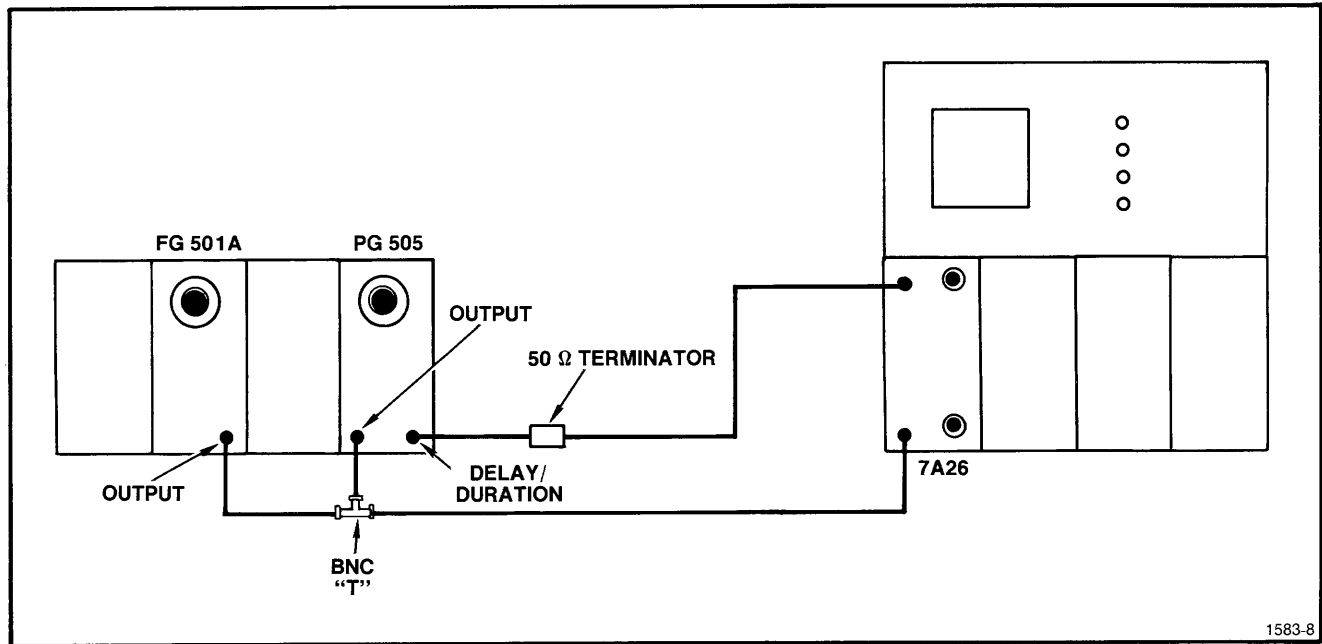 FG 501A
PG 505
OUTPUT
50 Ω TERMINATOR
7A26
OUTPUT
DELAY/
DURATION
BNC
“T”
1583-8